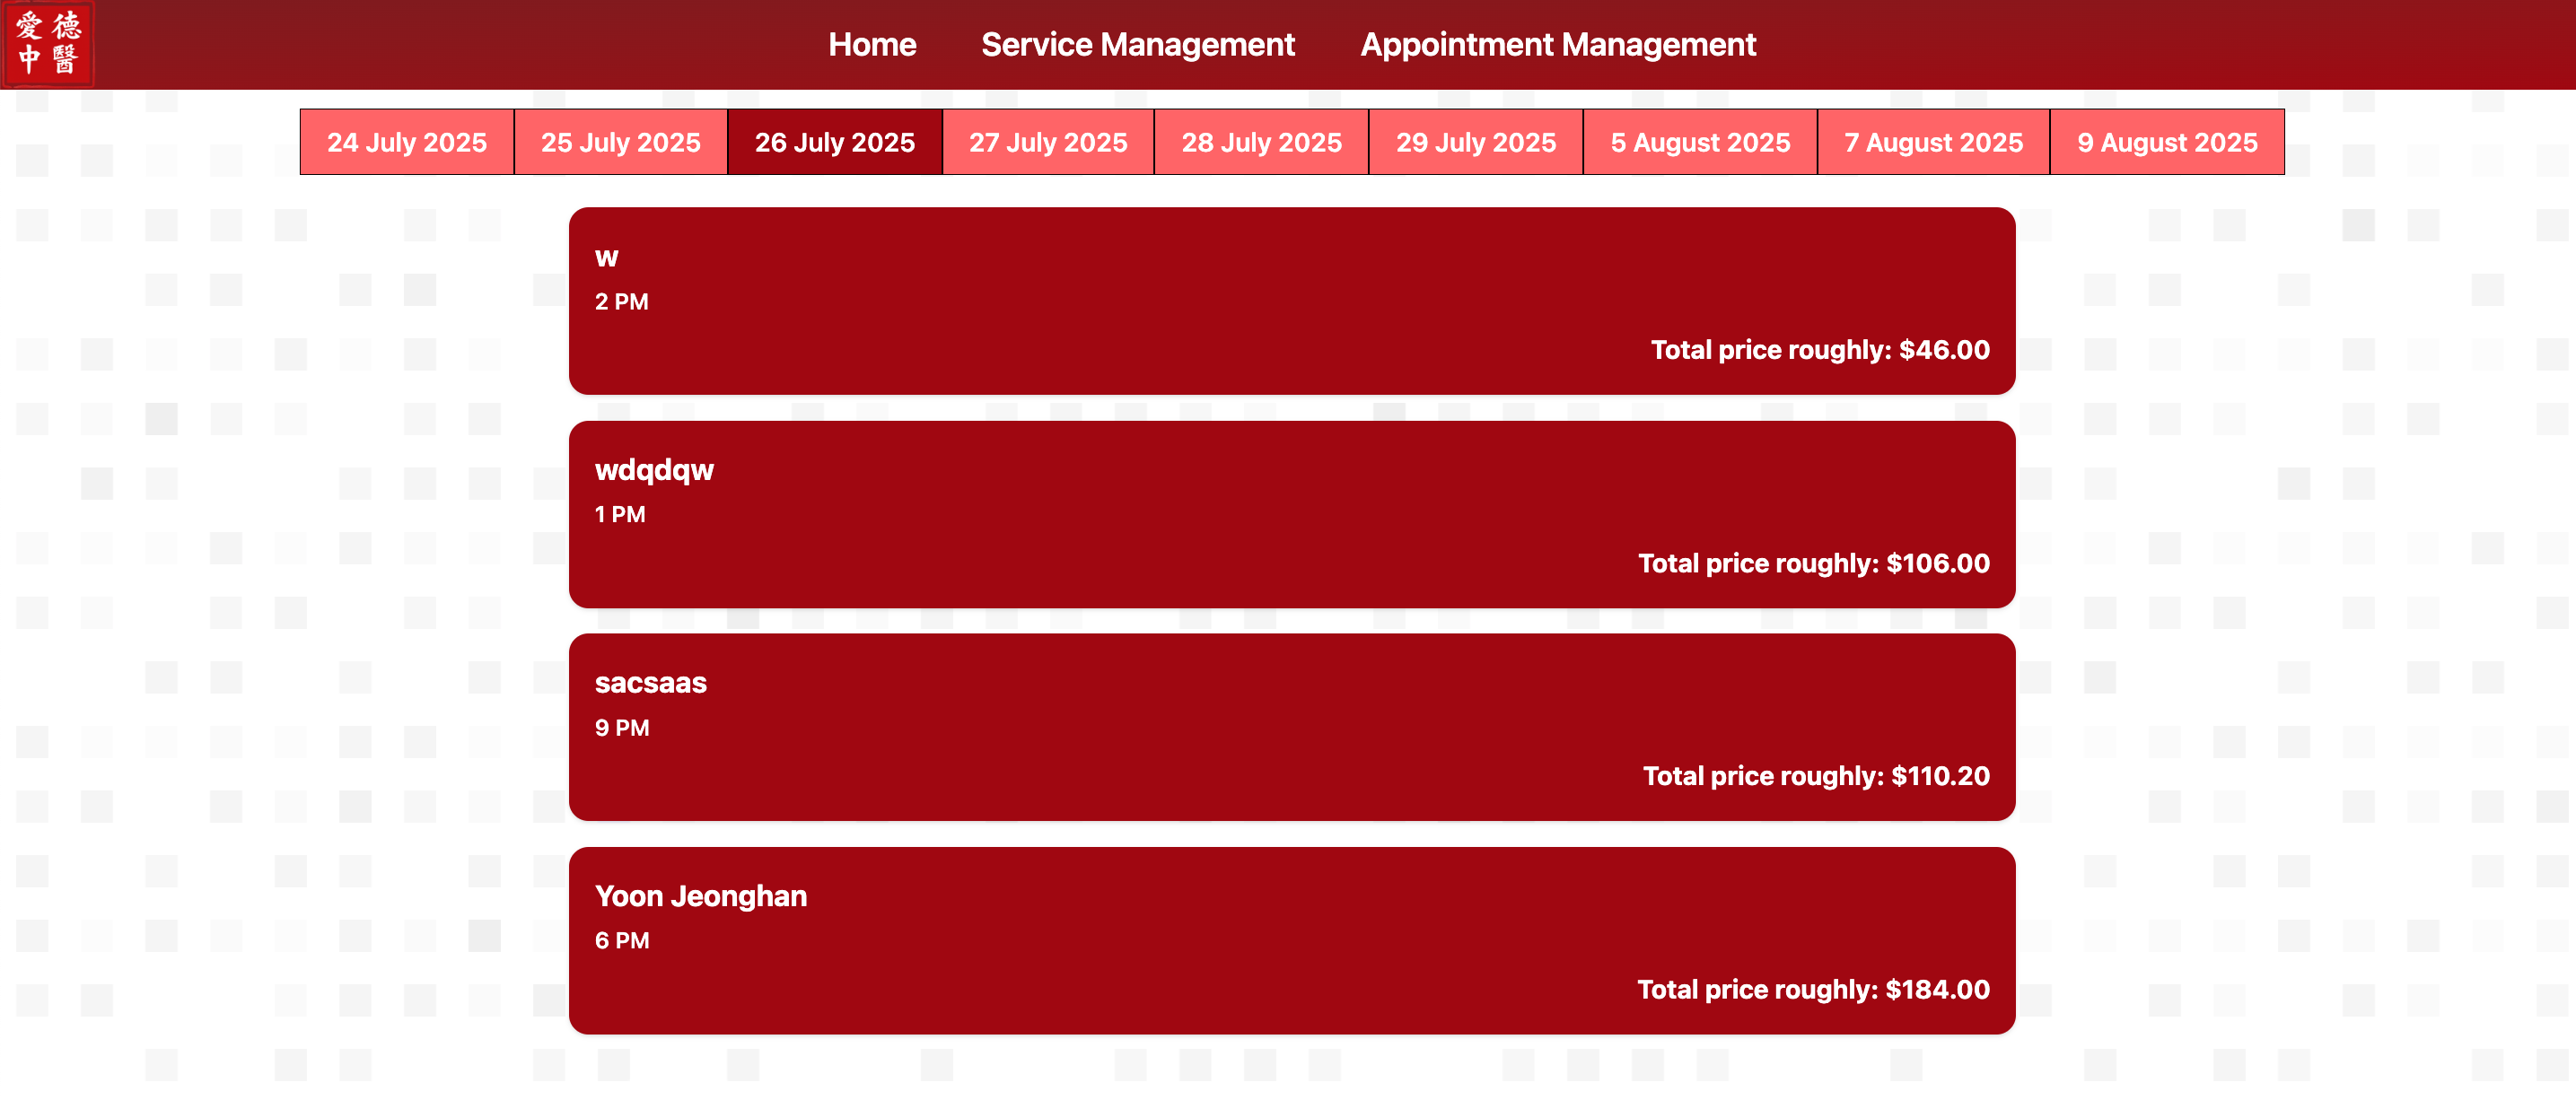 愛德
中醫
Home Service Management Appointment Management
24 July 2025 25 July 2025 26 July 2025 27 July 2025 28 July 2025 29 July 2025 5 August 2025 7 August 2025 9 August 2025
w
2 PM
Total price roughly: $46.00
wdqdqw
1 PM
Total price roughly: $106.00
sacsaas
9 PM
Total price roughly: $110.20
Yoon Jeonghan
6 PM
Total price roughly: $184.00